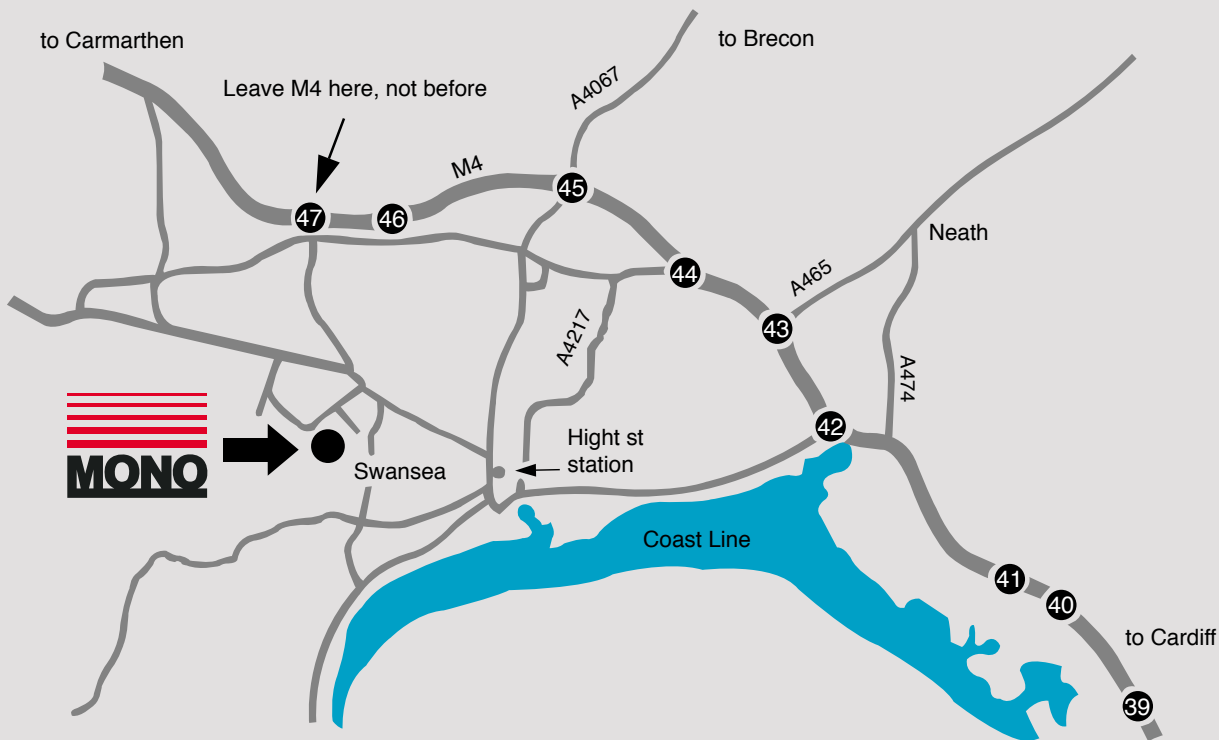 to Carmarthen
to Brecon
Leave M4 here, not before
A4067
M4
45
47
46
Neath
44
A465
43
A4217
A474
42
MONO
Hight st
station
Swansea
Coast Line
41
40
to Cardiff
39